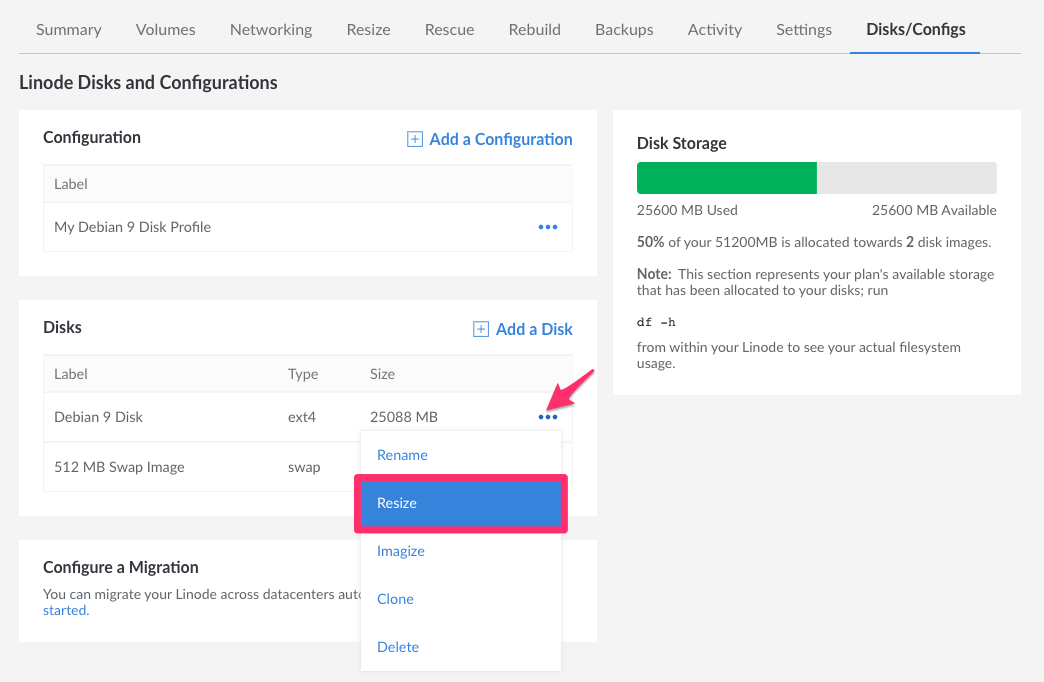 Summary Volumes Networking Resize Rescue Rebuild Backups Activity Settings Disks/Configs
Linode Disks and Configurations
Configuration
Add a Configuration
Label
My Debian 9 Disk Profile
Disks
Add a Disk
Label Type Size
Debian 9 Disk ext4 25088 MB
512 MB Swap Image swap
Rename
Resize
Imagize
Clone
Delete
Configure a Migration
You can migrate your Linode across datacenters
started.
Disk Storage
25600 MB Used 25600 MB Available
50% of your 51200MB is allocated towards 2 disk images.
Note: This section represents your plan's available storage
that has been allocated to your disks; run
df -h
from within your Linode to see your actual filesystem
usage.